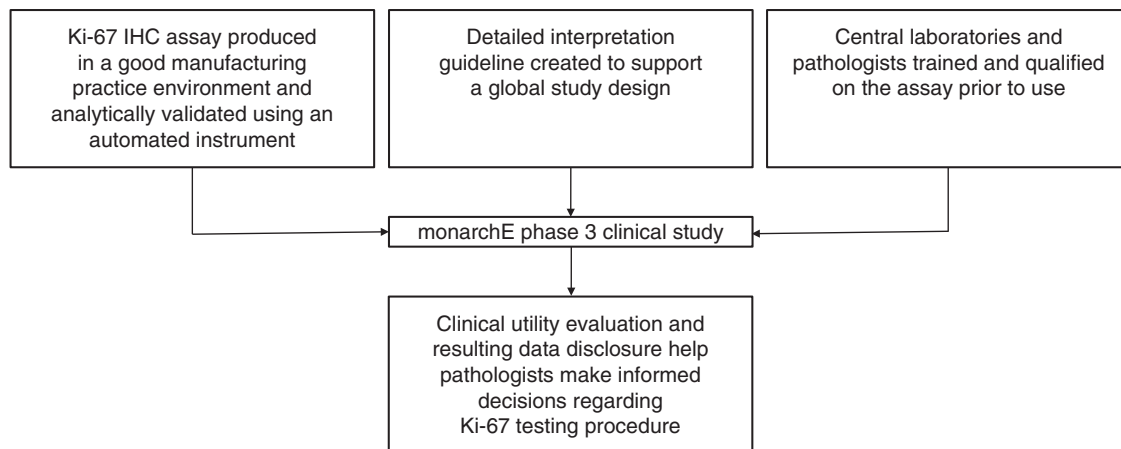 Ki-67 IHC assay produced
in a good manufacturing
practice environment and
analytically validated using an
automated instrument
Detailed interpretation
guideline created to support
a global study design
Central laboratories and
pathologists trained and qualified
on the assay prior to use
monarchE phase 3 clinical study
Clinical utility evaluation and
resulting data disclosure help
pathologists make informed
decisions regarding
Ki-67 testing procedure